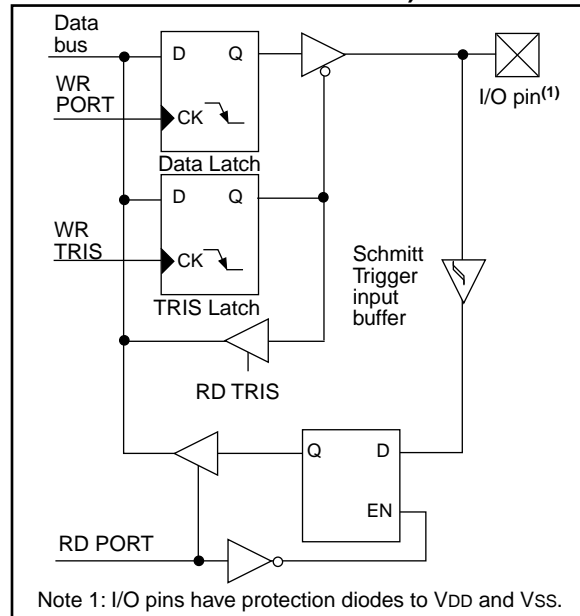 Data
bus
D Q
WR
PORT
CK
I/O pin(1)
Data Latch
D Q
WR
TRIS
CK
TRIS Latch
Schmitt
Trigger
input
buffer
RD TRIS
Q D
EN
RD PORT
Note 1: I/O pins have protection diodes to VDD and VSS.